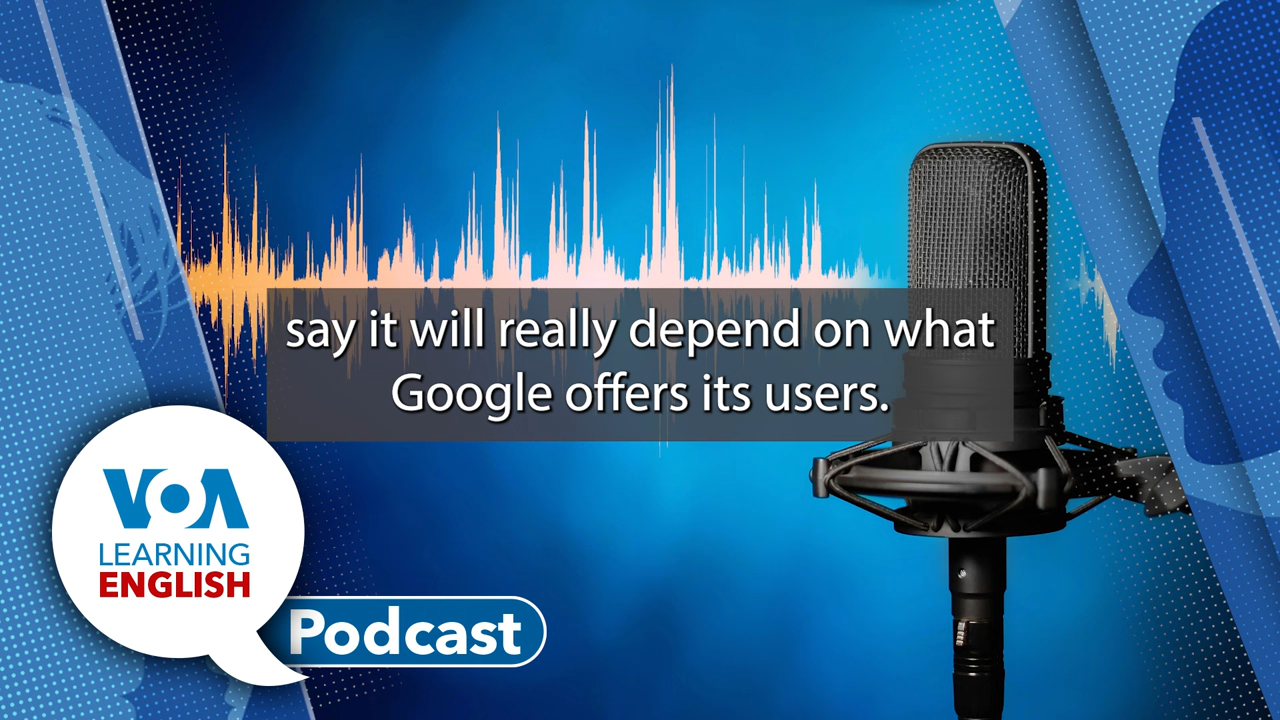 say it will really depend on what
Google offers its users.
VOA
LEARNING
ENGLISH
Podcast